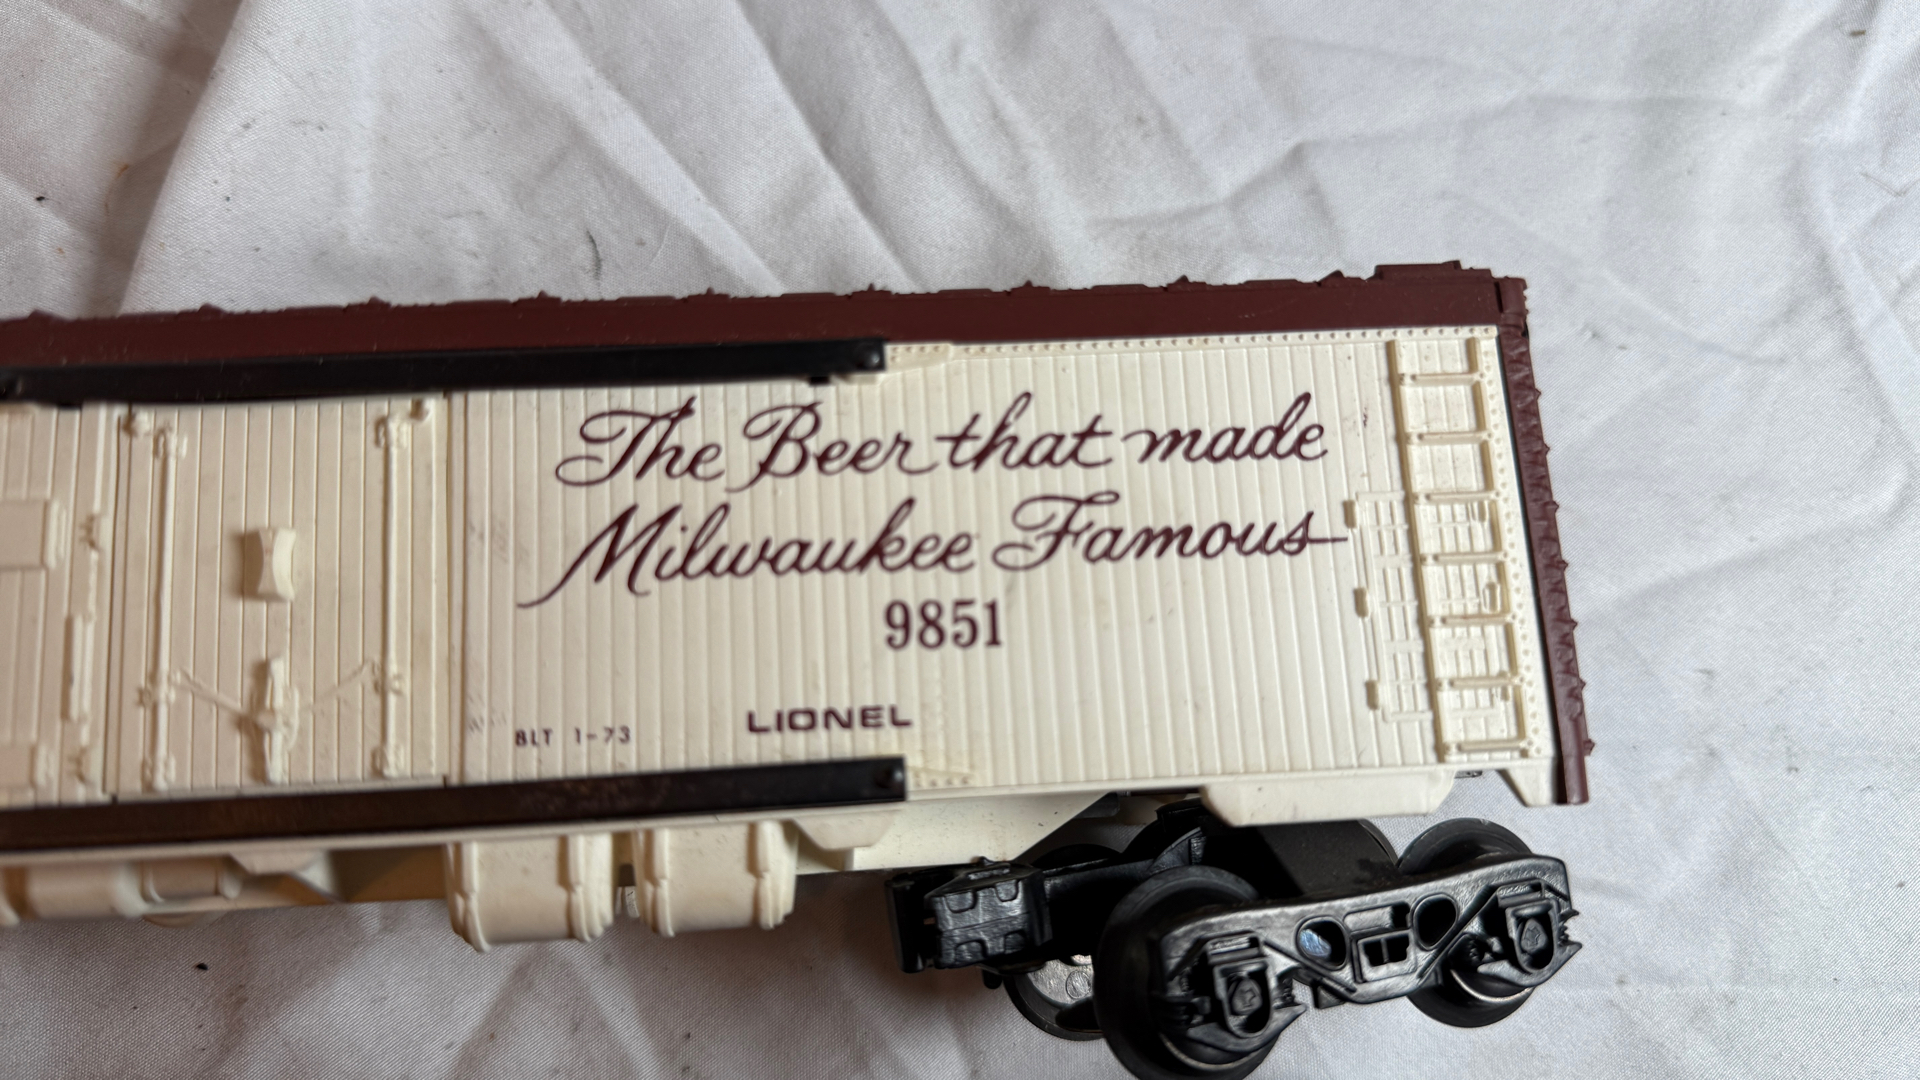 The Beer that made
Milwaukee Famous
9851
LIONEL
BLT 1-73